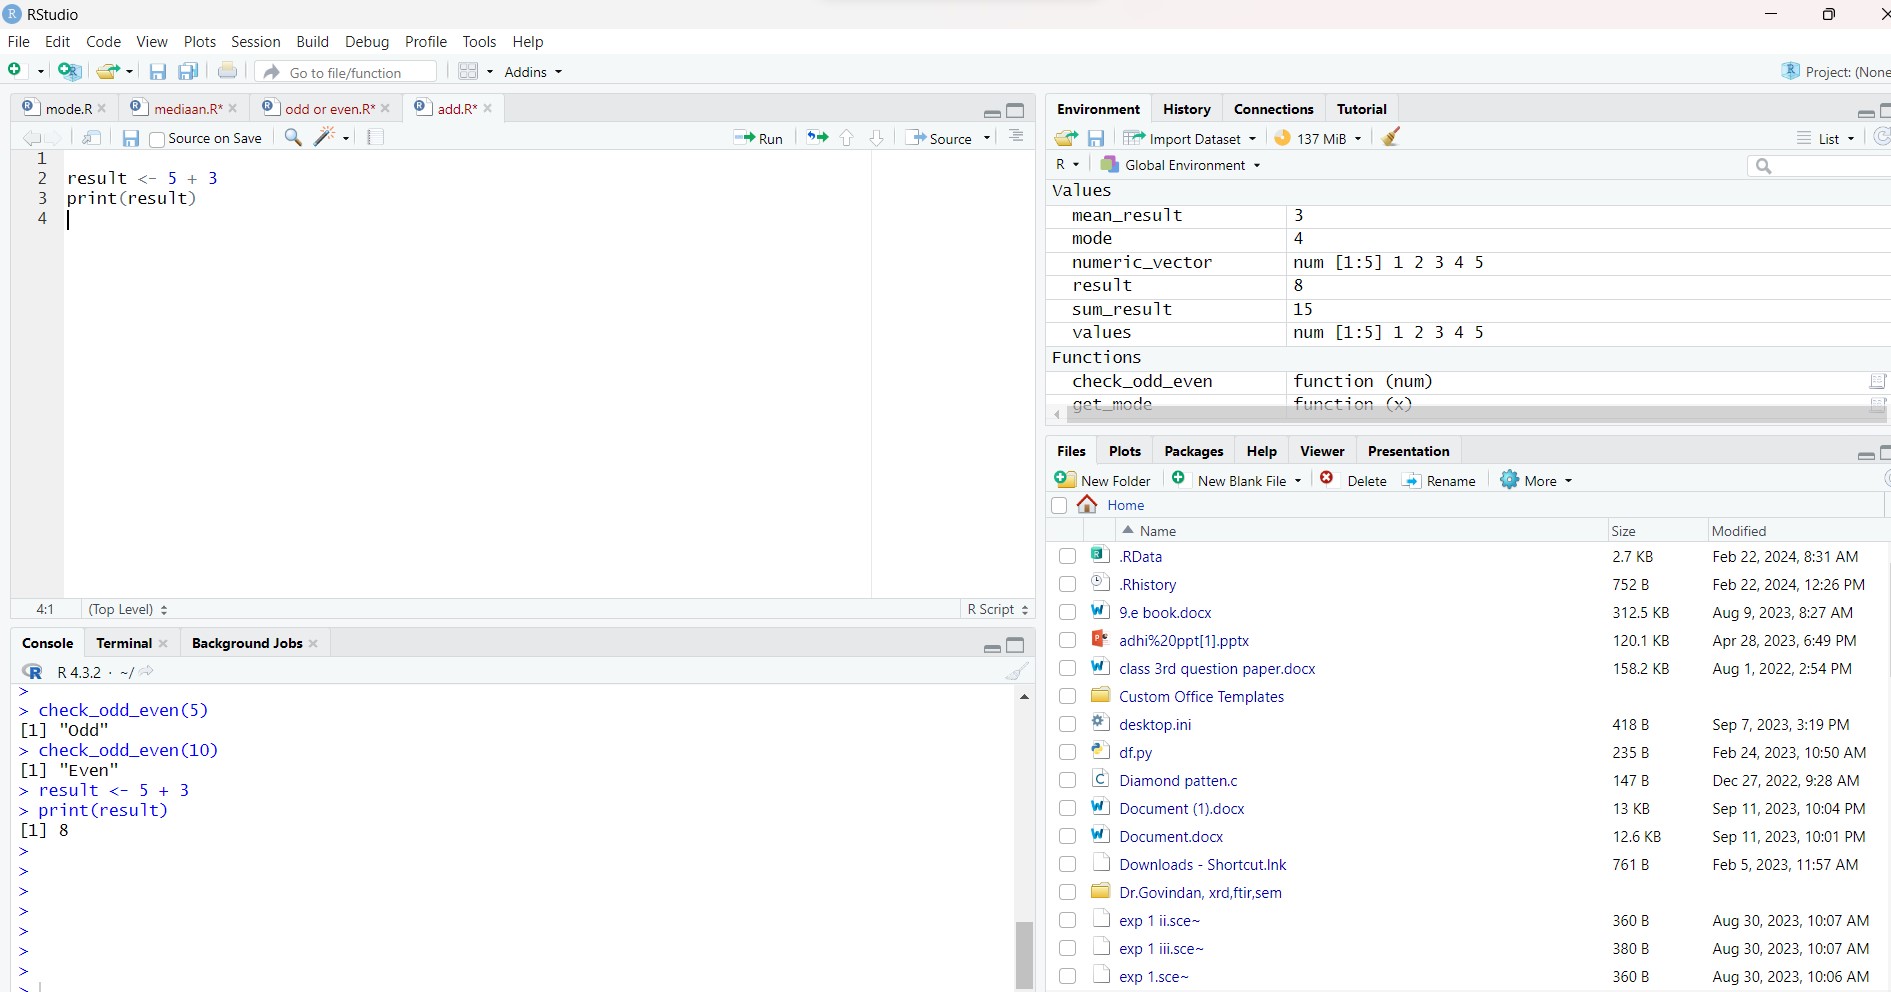 RStudio
File Edit Code View Plots Session Build Debug Profile Tools Help
Go to file/function Addins Project: (None
mode.R mediaan.R* odd or even.R* add.R*
Source on Save Run Source
1
2 result <- 5 + 3
3 print(result)
4
4:1 (Top Level) R Script
Console Terminal Background Jobs
R 4.3.2 · ~/
>
> check_odd_even(5)
[1] "Odd"
> check_odd_even(10)
[1] "Even"
> result <- 5 + 3
> print(result)
[1] 8
>
>
>
>
>
>
>
>
Environment History Connections Tutorial
Import Dataset 137 MiB List
R Global Environment
Values
mean_result 3
mode 4
numeric_vector num [1:5] 1 2 3 4 5
result 8
sum_result 15
values num [1:5] 1 2 3 4 5
Functions
check_odd_even function (num)
get_mode function (x)
Files Plots Packages Help Viewer Presentation
New Folder New Blank File Delete Rename More
Home
Name Size Modified
.RData 2.7 KB Feb 22, 2024, 8:31 AM
.Rhistory 752 B Feb 22, 2024, 12:26 PM
9.e book.docx 312.5 KB Aug 9, 2023, 8:27 AM
adhi%20ppt[1].pptx 120.1 KB Apr 28, 2023, 6:49 PM
class 3rd question paper.docx 158.2 KB Aug 1, 2022, 2:54 PM
Custom Office Templates
desktop.ini 418 B Sep 7, 2023, 3:19 PM
df.py 235 B Feb 24, 2023, 10:50 AM
Diamond patten.c 147 B Dec 27, 2022, 9:28 AM
Document (1).docx 13 KB Sep 11, 2023, 10:04 PM
Document.docx 12.6 KB Sep 11, 2023, 10:01 PM
Downloads - Shortcut.lnk 761 B Feb 5, 2023, 11:57 AM
Dr.Govindan, xrd,ftir,sem
exp 1 ii.sce~ 360 B Aug 30, 2023, 10:07 AM
exp 1 iii.sce~ 380 B Aug 30, 2023, 10:07 AM
exp 1.sce~ 360 B Aug 30, 2023, 10:06 AM